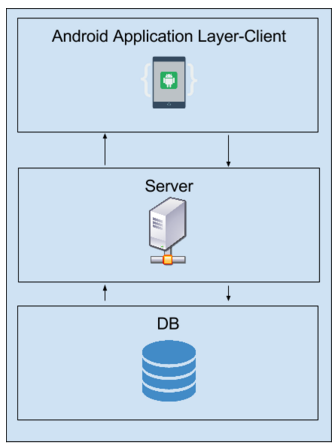 Android Application Layer-Client
Server
DB